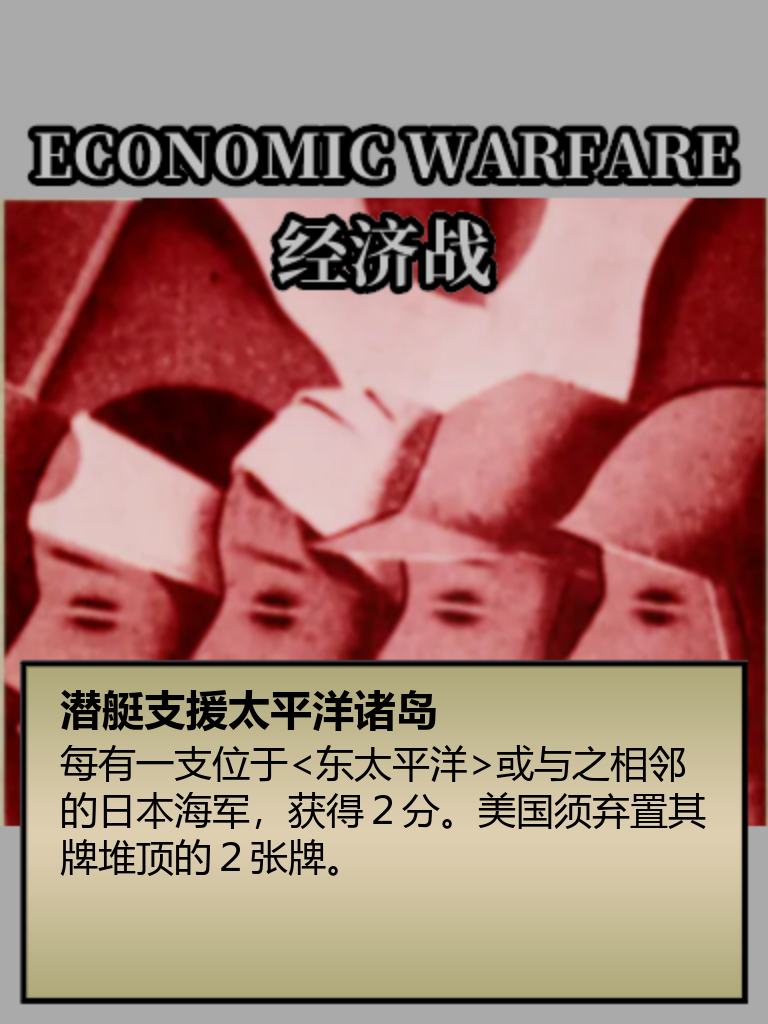 ECONOMIC WARFARE
经济战
潜艇支援太平洋诸岛
每有一支位于<东太平洋>或与之相邻
的日本海军，获得2分。美国须弃置其
牌堆顶的2张牌。